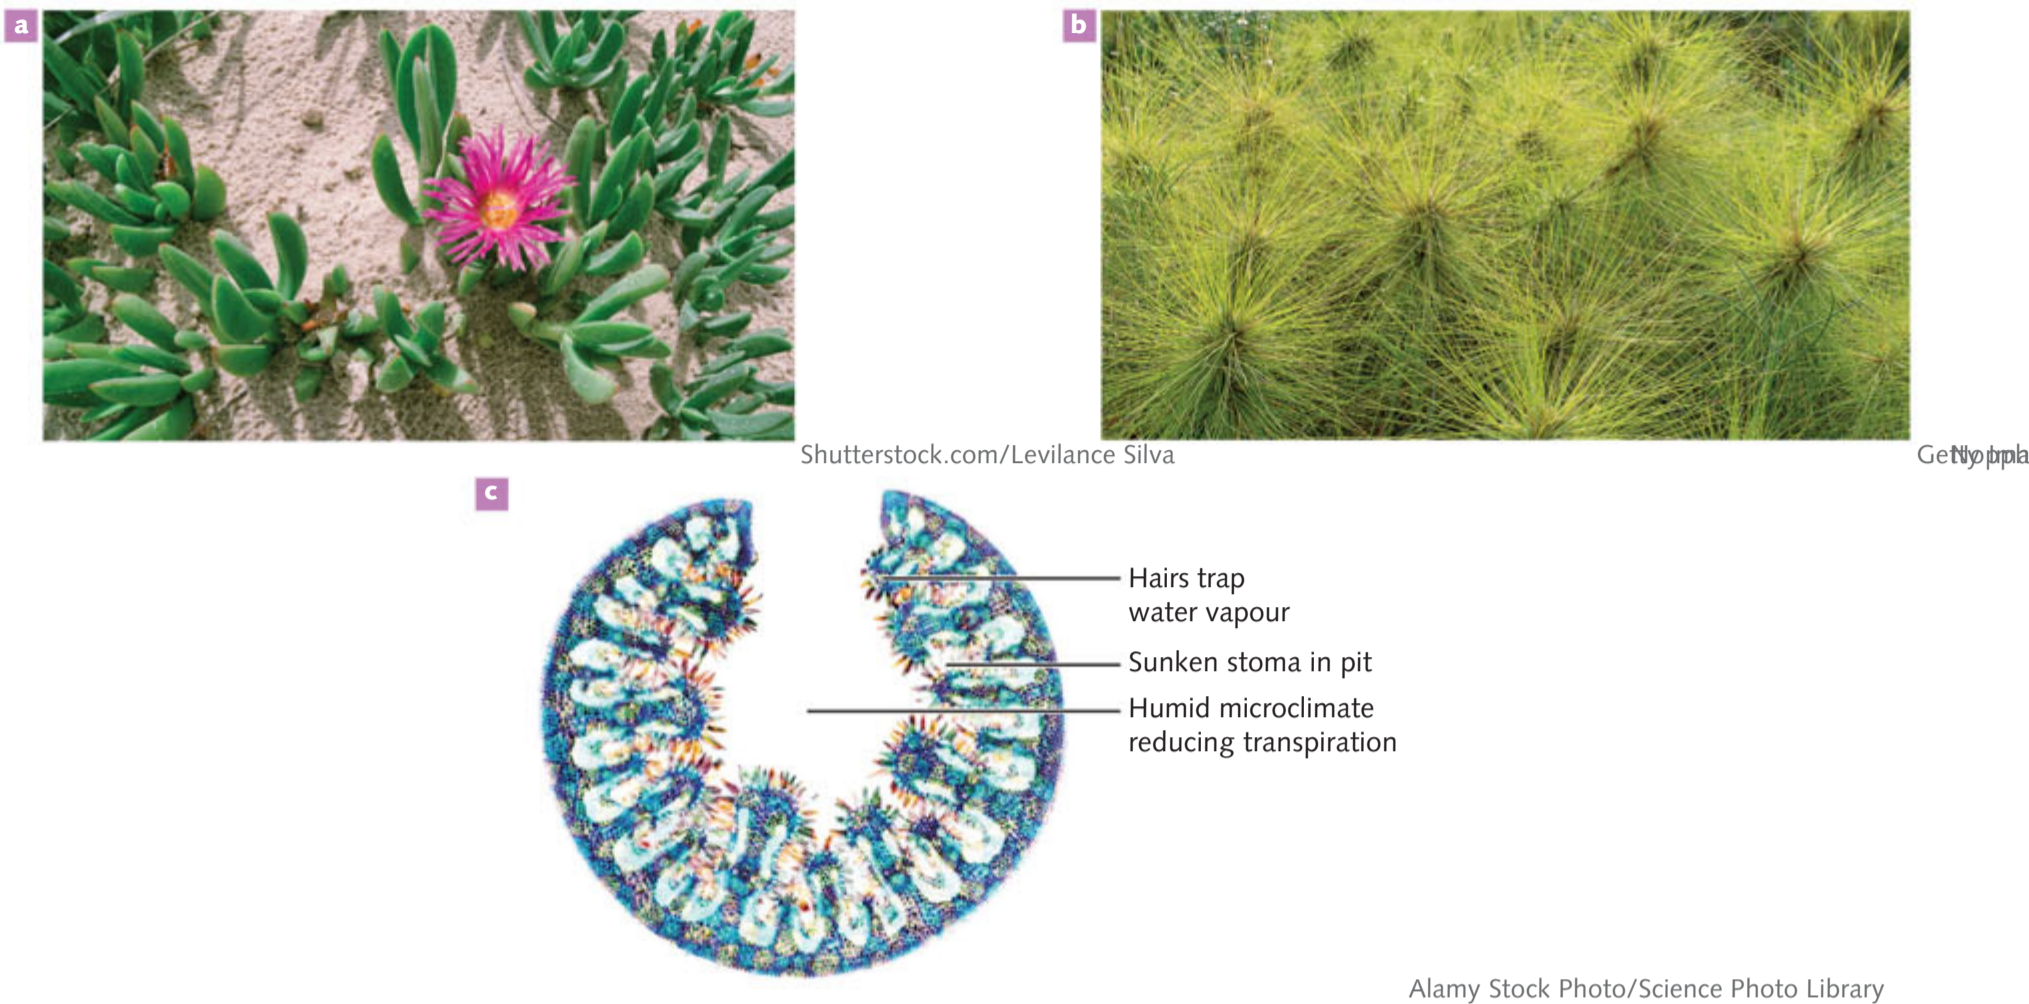 a
b
Shutterstock.com/Levilance Silva
c
Hairs trap
water vapour
Sunken stoma in pit
Humid microclimate
reducing transpiration
Alamy Stock Photo/Science Photo Library